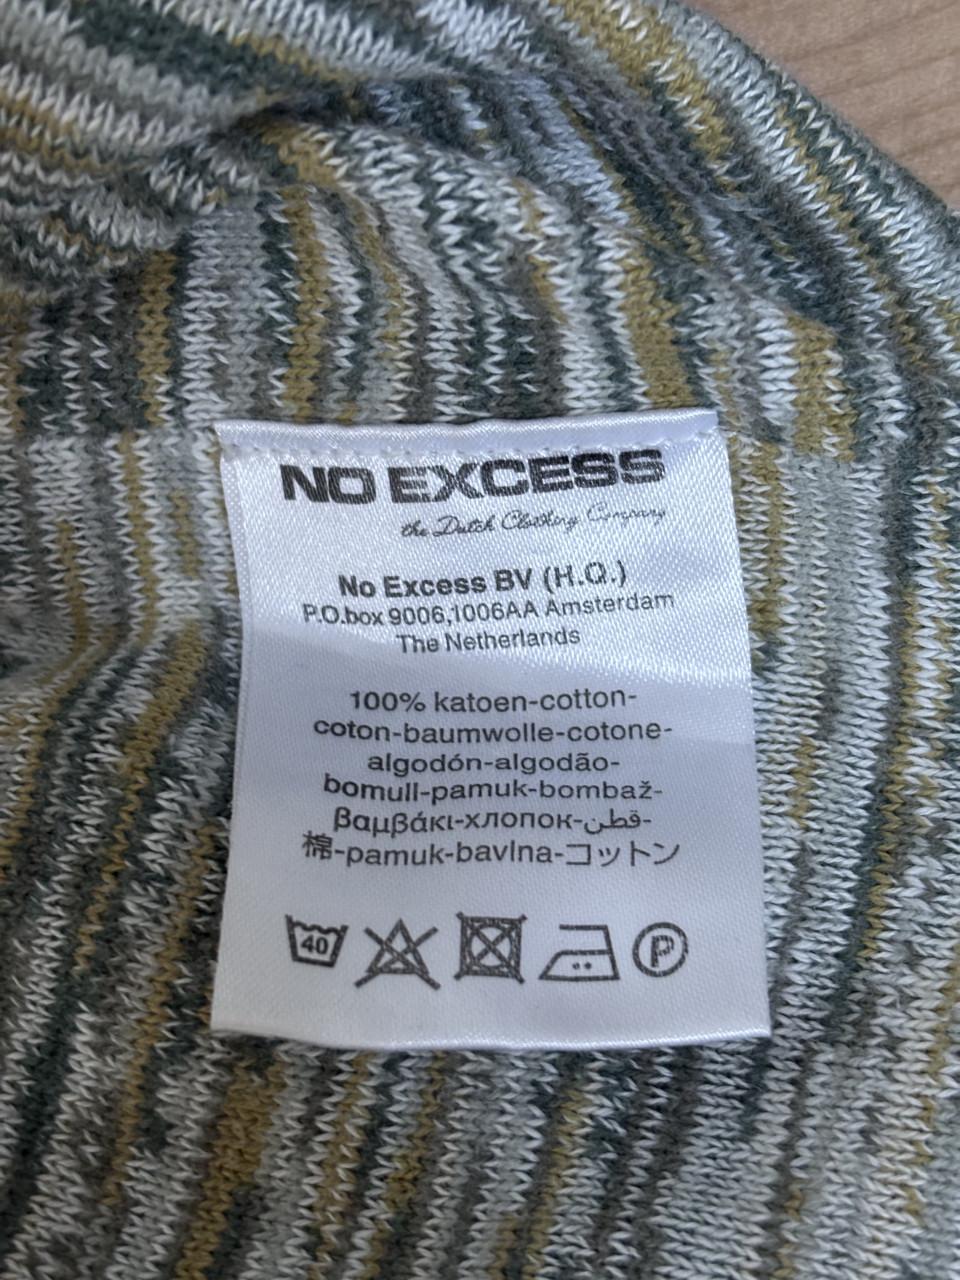 NO EXCESS
the Dutch Clothing Company
No Excess BV (H.Q.)
P.O.box 9006,1006AA Amsterdam
The Netherlands
100% katoen-cotton-
coton-baumwolle-cotone-
algodón-algodão-
bomull-pamuk-bombaž-
βαμβάκι-хлопок-قطن-
棉-pamuk-bavlna-コットン
40 P